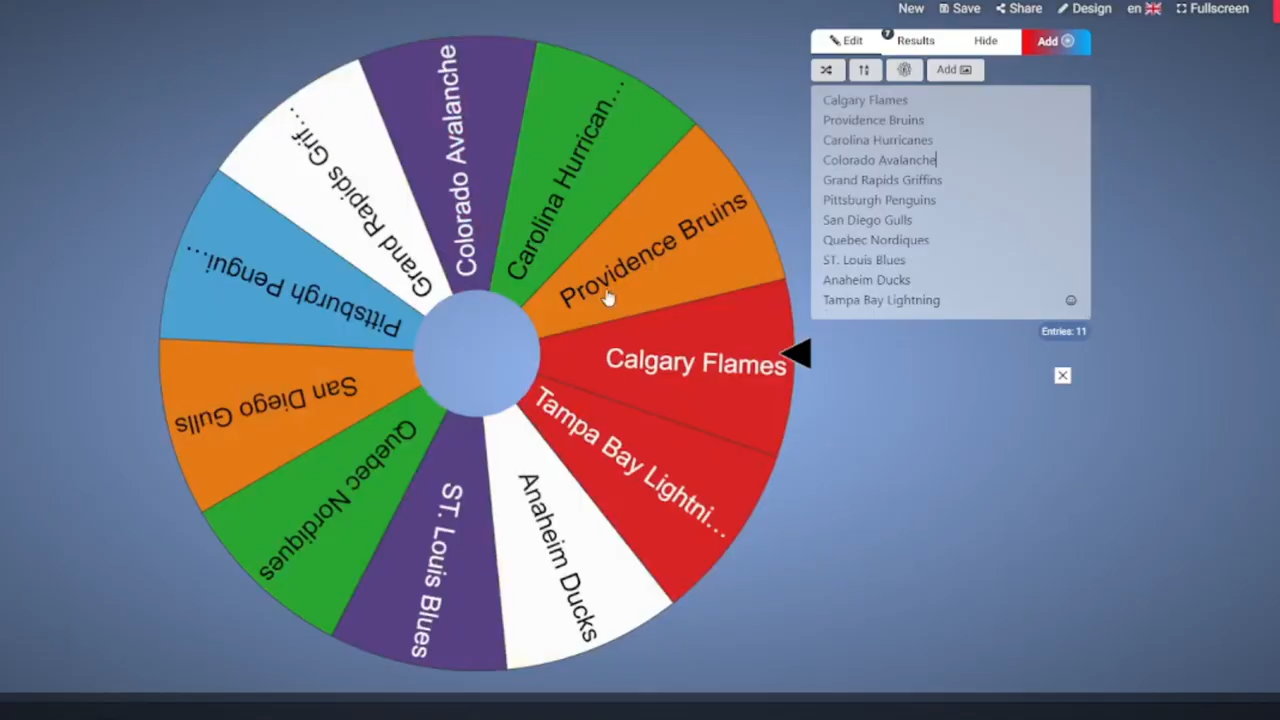 New Save Share Design en Fullscreen
Edit 7 Results Hide Add
Add
Calgary Flames
Providence Bruins
Carolina Hurricanes
Colorado Avalanche
Grand Rapids Griffins
Pittsburgh Penguins
San Diego Gulls
Quebec Nordiques
ST. Louis Blues
Anaheim Ducks
Tampa Bay Lightning
Entries: 11
Colorado Avalanche
Carolina Hurrican...
Providence Bruins
Calgary Flames
Tampa Bay Lightni...
Anaheim Ducks
ST. Louis Blues
Quebec Nordiques
San Diego Gulls
Pittsburgh Pengui...
Grand Rapids Grif...